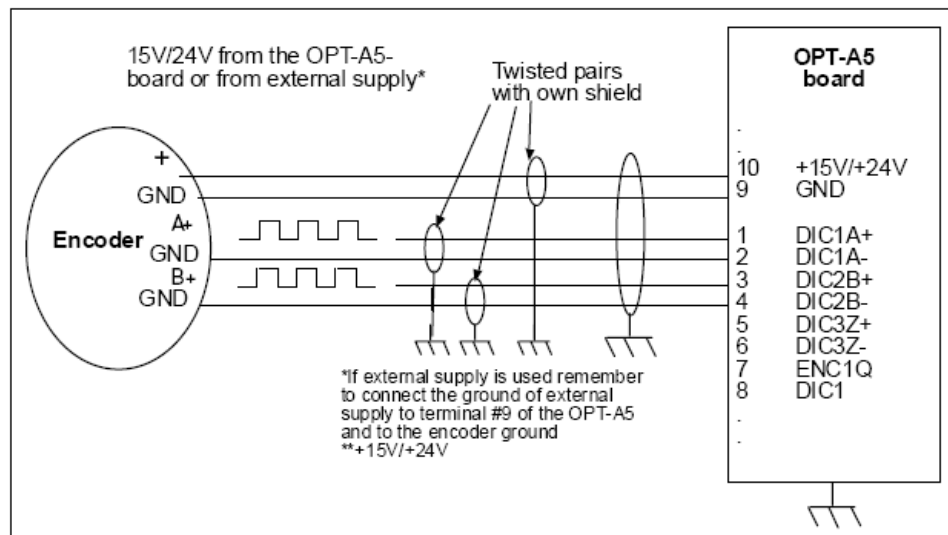 15V/24V from the OPT-A5-
board or from external supply*
Twisted pairs
with own shield
OPT-A5
board
.
.
Encoder
+
GND
A+
GND
B+
GND
10 +15V/+24V
9 GND
1 DIC1A+
2 DIC1A-
3 DIC2B+
4 DIC2B-
5 DIC3Z+
6 DIC3Z-
7 ENC1Q
8 DIC1
.
.
*If external supply is used remember
to connect the ground of external
supply to terminal #9 of the OPT-A5
and to the encoder ground
**+15V/+24V